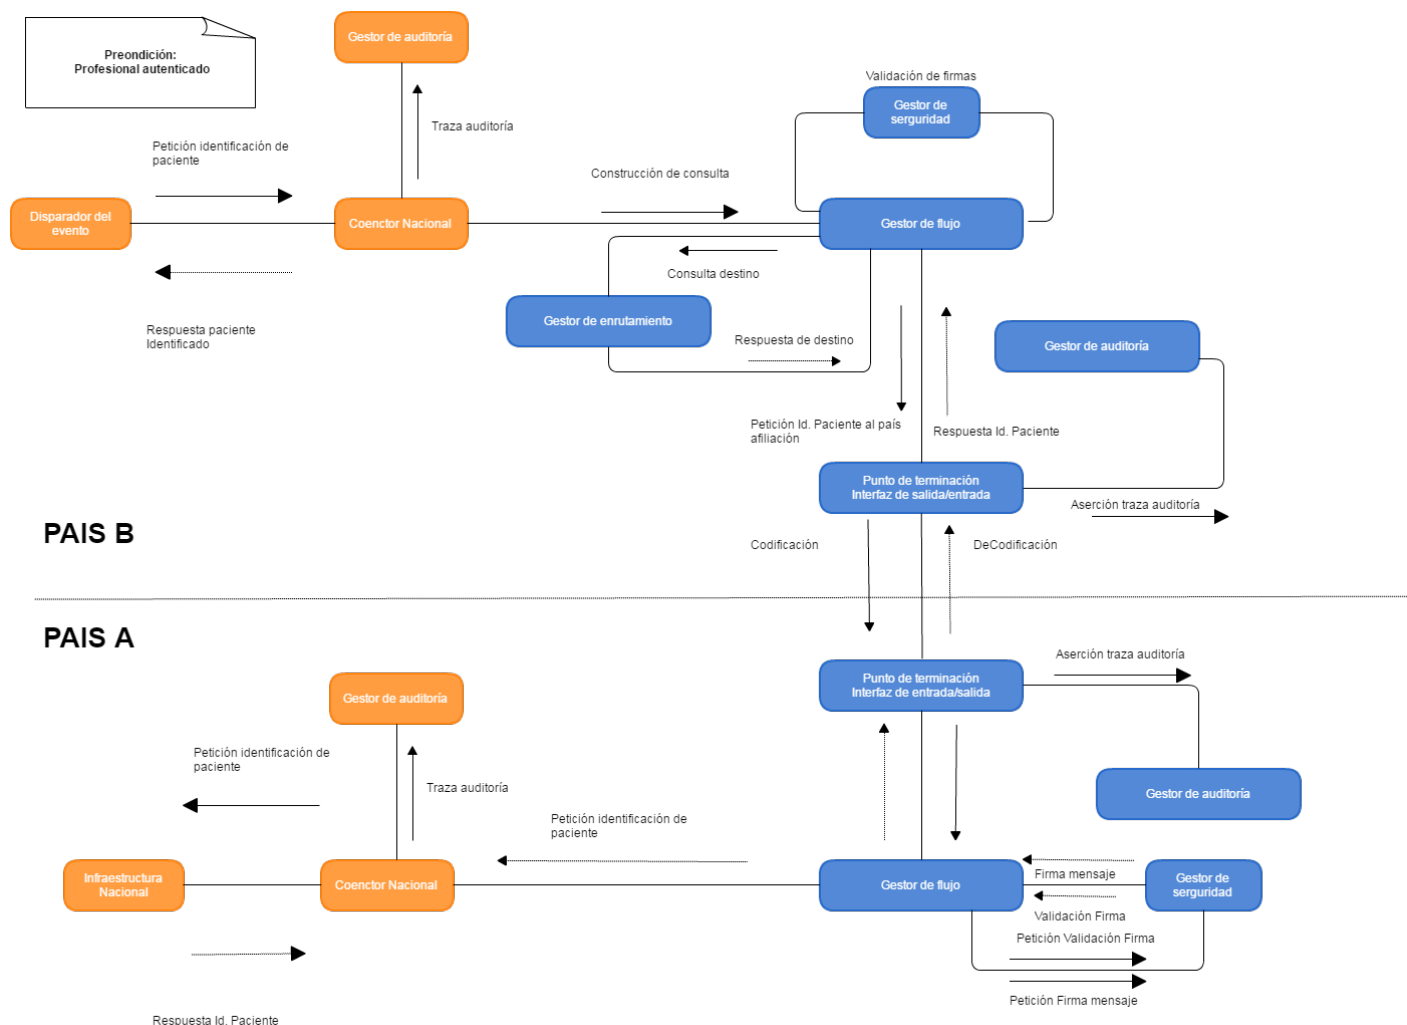 Preondición:
Profesional autenticado
Gestor de auditoría
Validación de firmas
Gestor de
serguridad
Traza auditoría
Petición identificación de
paciente
Construcción de consulta
Disparador del
evento
Coenctor Nacional
Gestor de flujo
Consulta destino
Gestor de enrutamiento
Respuesta paciente
Identificado
Respuesta de destino
Gestor de auditoría
Petición Id. Paciente al país
afiliación
Respuesta Id. Paciente
Punto de terminación
Interfaz de salida/entrada
Aserción traza auditoría
PAIS B
Codificación
DeCodificación
PAIS A
Aserción traza auditoría
Punto de terminación
Interfaz de entrada/salida
Gestor de auditoría
Petición identificación de
paciente
Traza auditoría
Gestor de auditoría
Petición identificación de
paciente
Infraestructura
Nacional
Coenctor Nacional
Gestor de flujo
Firma mensaje
Gestor de
serguridad
Validación Firma
Petición Validación Firma
Petición Firma mensaje
Respuesta Id. Paciente